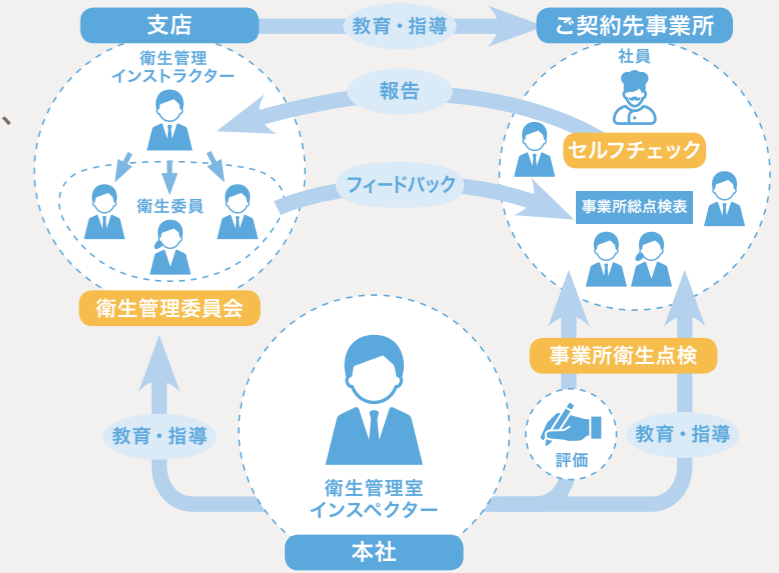 支店
教育・指導
ご契約先事業所
衛生管理
インストラクター
社員
、
報告
セルフチェック
フィードバック
衛生委員
事業所総点検表
衛生管理委員会
事業所衛生点検
教育・指導
評価
教育・指導
衛生管理室
インスペクター
本社